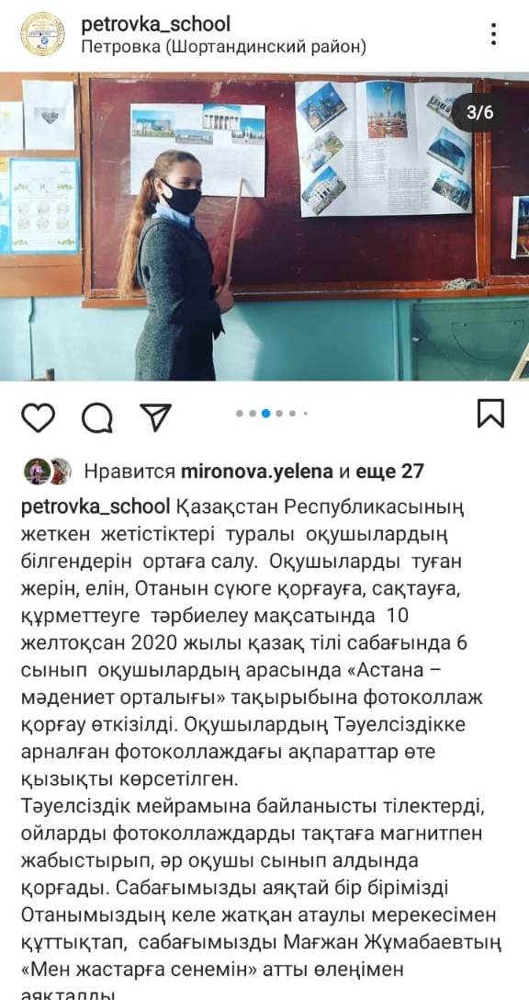 petrovka_school
Петровка (Шортандинский район)
3/6
Нравится mironova.yelena и еще 27
petrovka_school Қазақстан Республикасының
жеткен жетістіктері туралы оқушылардың
білгендерін ортаға салу. Оқушыларды туған
жерін, елін, Отанын сүюге қорғауға, сақтауға,
құрметтеуге тәрбиелеу мақсатында 10
желтоқсан 2020 жылы қазақ тілі сабағында 6
сынып оқушылардың арасында «Астана –
мәдениет орталығы» тақырыбына фотоколлаж
қорғау өткізілді. Оқушылардың Тәуелсіздікке
арналған фотоколлаждағы ақпараттар өте
қызықты көрсетілген.
Тәуелсіздік мейрамына байланысты тілектерді,
ойларды фотоколлаждарды тақтаға магнитпен
жабыстырып, әр оқушы сынып алдында
қорғады. Сабағымызды аяқтай бір бірімізді
Отанымыздың келе жатқан атаулы мерекесімен
құттықтап, сабағымызды Мағжан Жұмабаевтың
«Мен жастарға сенемін» атты өлеңімен
аяқталды